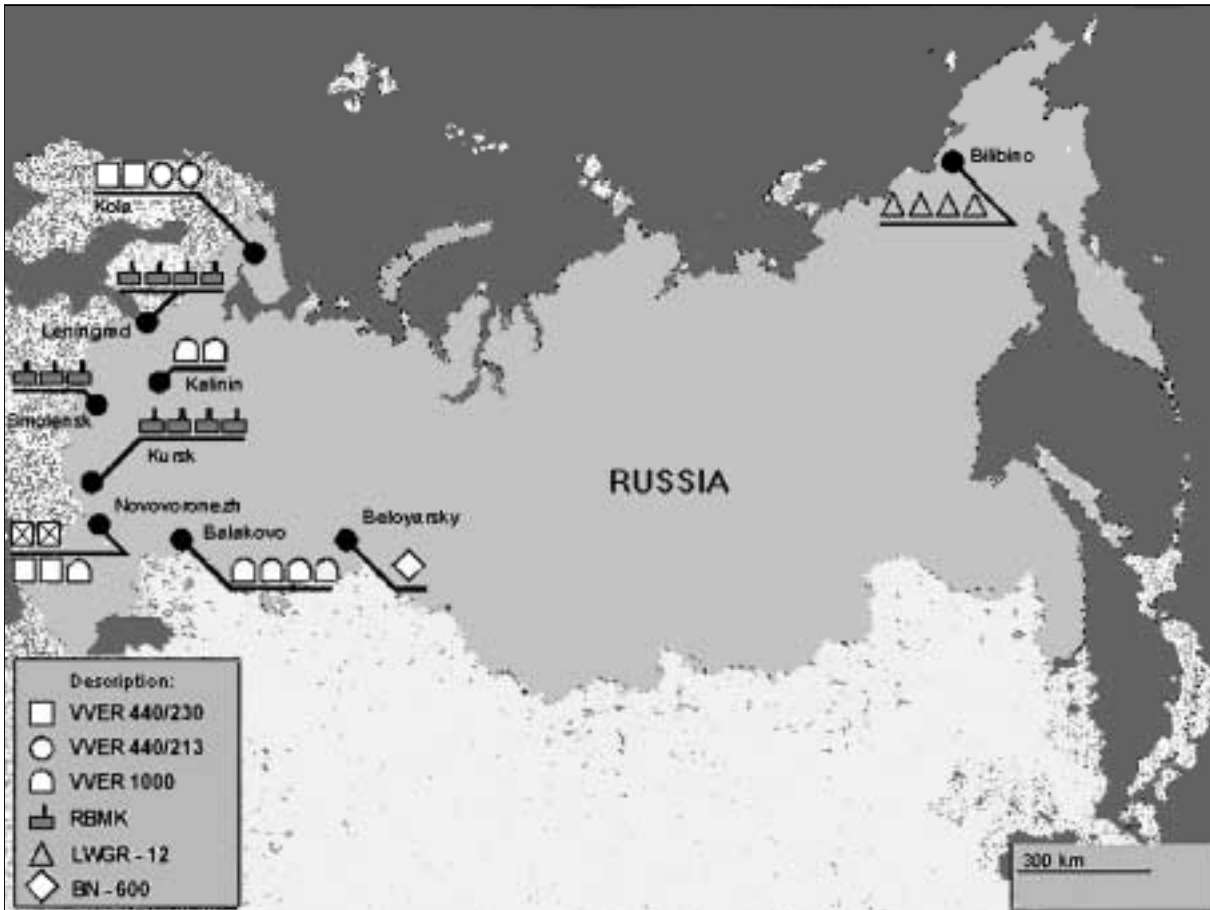 Bilibino
Kola
Leningrad
Kalinin
Smolensk
Kursk
RUSSIA
Novovoronezh
Balakovo
Beloyarsky
Description:
VVER 440/230
VVER 440/213
VVER 1000
RBMK
LWGR - 12
BN - 600
300 km